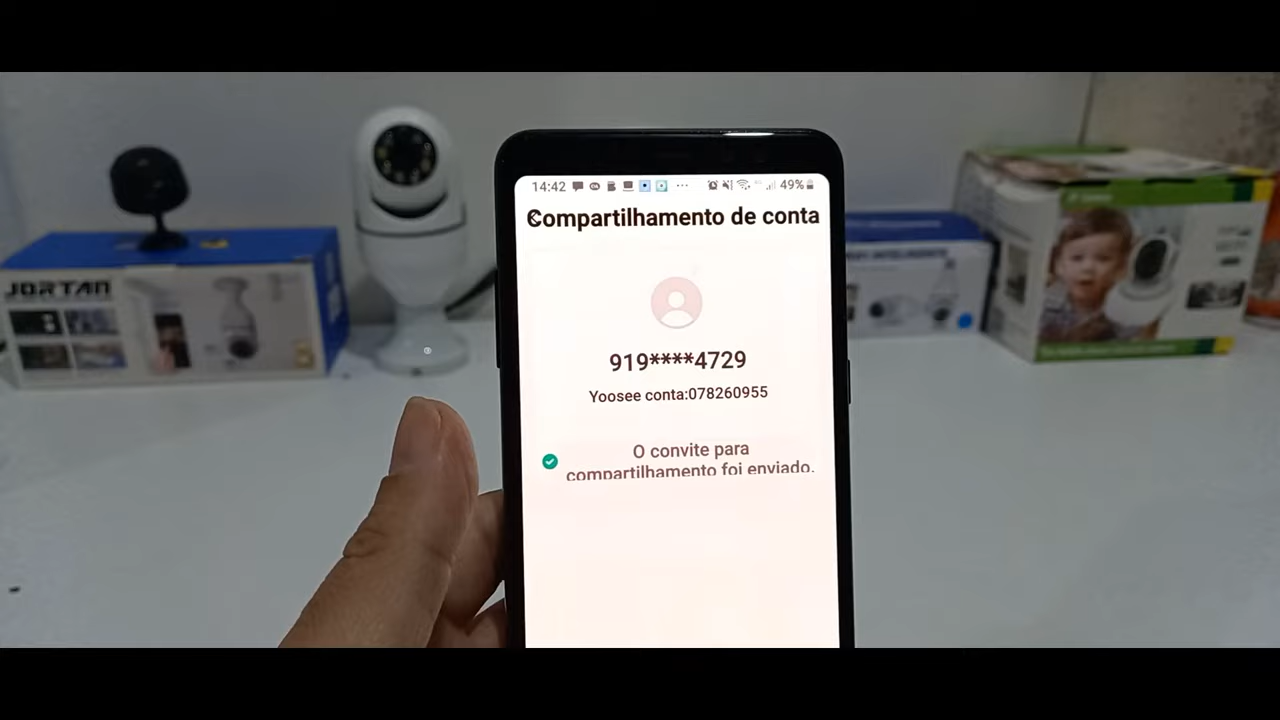 14:42
49%
Compartilhamento de conta
919****4729
Yoosee conta:078260955
O convite para
compartilhamento foi enviado.
JORTAN